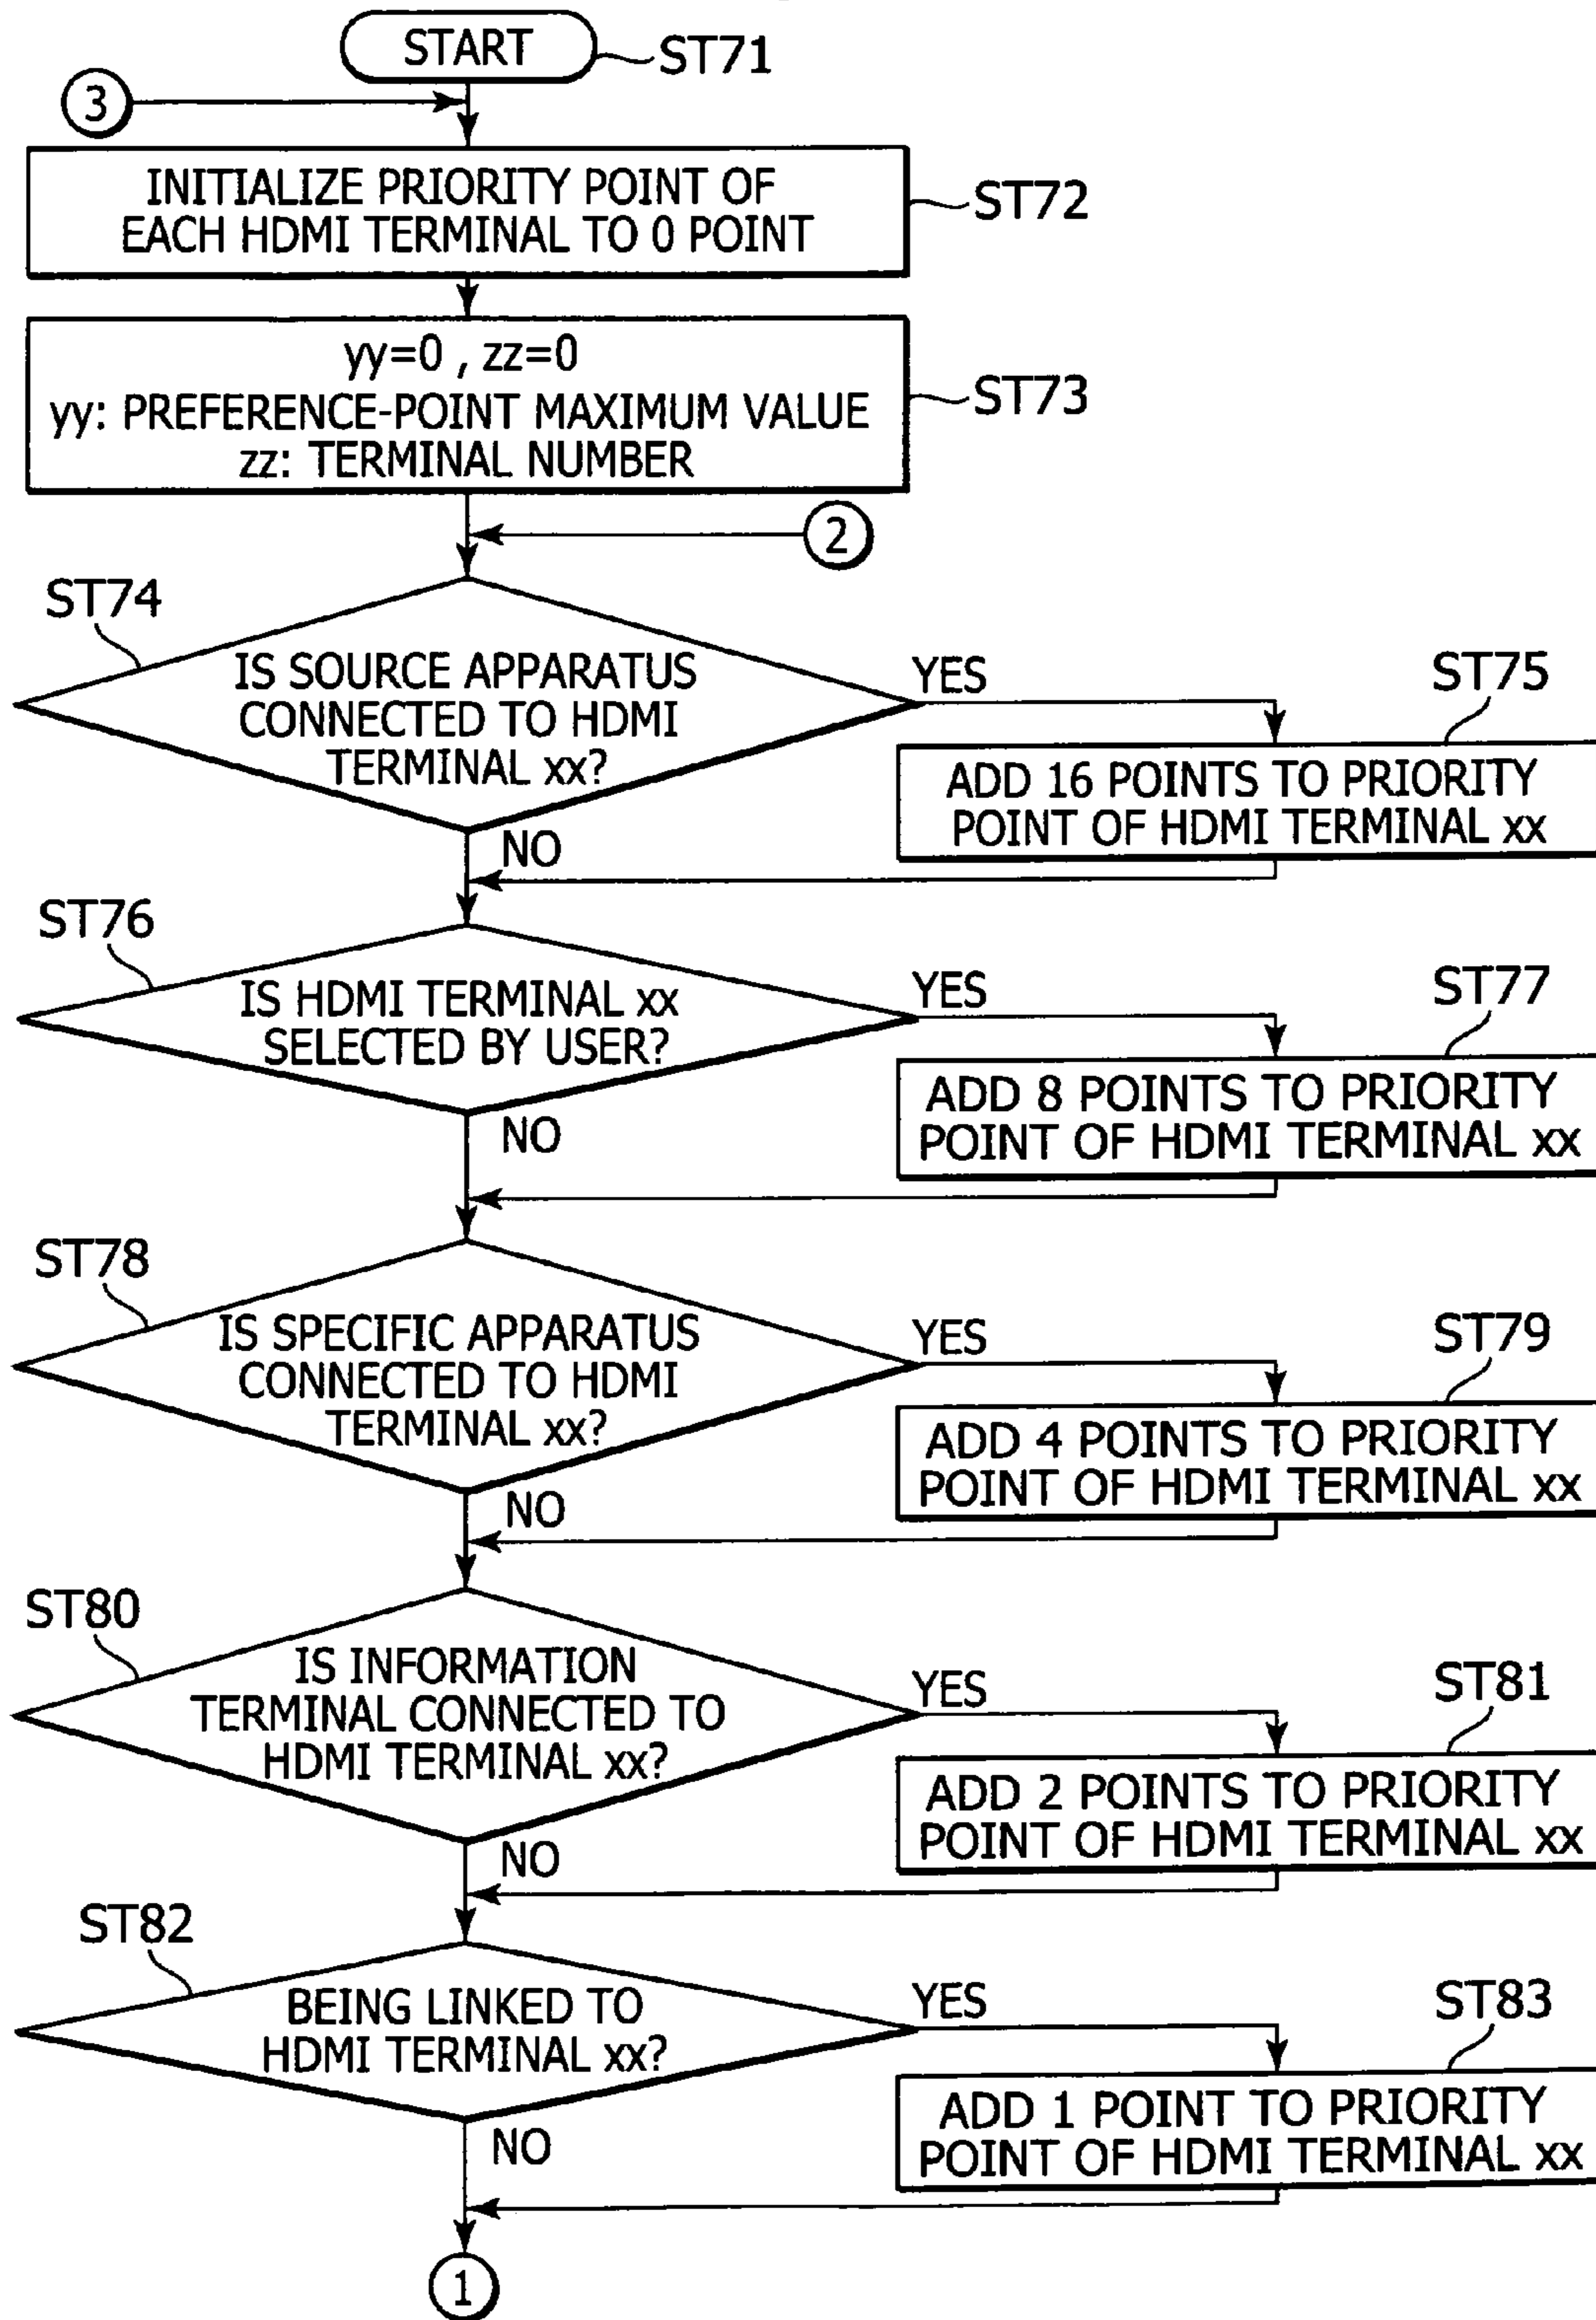 START
ST71
3
INITIALIZE PRIORITY POINT OF
EACH HDMI TERMINAL TO 0 POINT
ST72
yy=0 , zz=0
yy: PREFERENCE-POINT MAXIMUM VALUE
zz: TERMINAL NUMBER
ST73
2
ST74
IS SOURCE APPARATUS
CONNECTED TO HDMI
TERMINAL xx?
YES
ST75
ADD 16 POINTS TO PRIORITY
POINT OF HDMI TERMINAL xx
NO
ST76
IS HDMI TERMINAL xx
SELECTED BY USER?
YES
ST77
ADD 8 POINTS TO PRIORITY
POINT OF HDMI TERMINAL xx
NO
ST78
IS SPECIFIC APPARATUS
CONNECTED TO HDMI
TERMINAL xx?
YES
ST79
ADD 4 POINTS TO PRIORITY
POINT OF HDMI TERMINAL xx
NO
ST80
IS INFORMATION
TERMINAL CONNECTED TO
HDMI TERMINAL xx?
YES
ST81
ADD 2 POINTS TO PRIORITY
POINT OF HDMI TERMINAL xx
NO
ST82
BEING LINKED TO
HDMI TERMINAL xx?
YES
ST83
ADD 1 POINT TO PRIORITY
POINT OF HDMI TERMINAL xx
NO
1